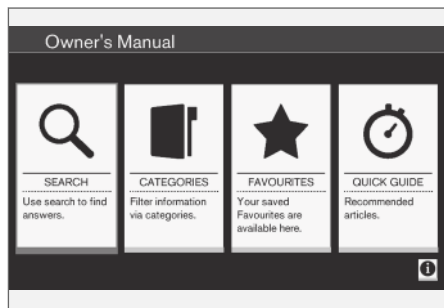 Owner's Manual
SEARCH
Use search to find
answers.
CATEGORIES
Filter information
via categories.
FAVOURITES
Your saved
Favourites are
available here.
QUICK GUIDE
Recommended
articles.
i